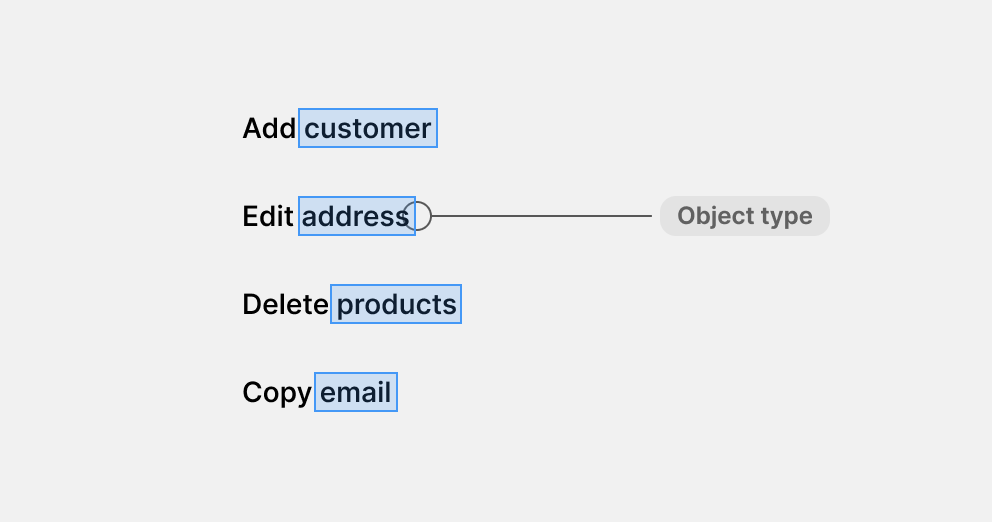 Add customer
Edit address
Object type
Delete products
Copy email